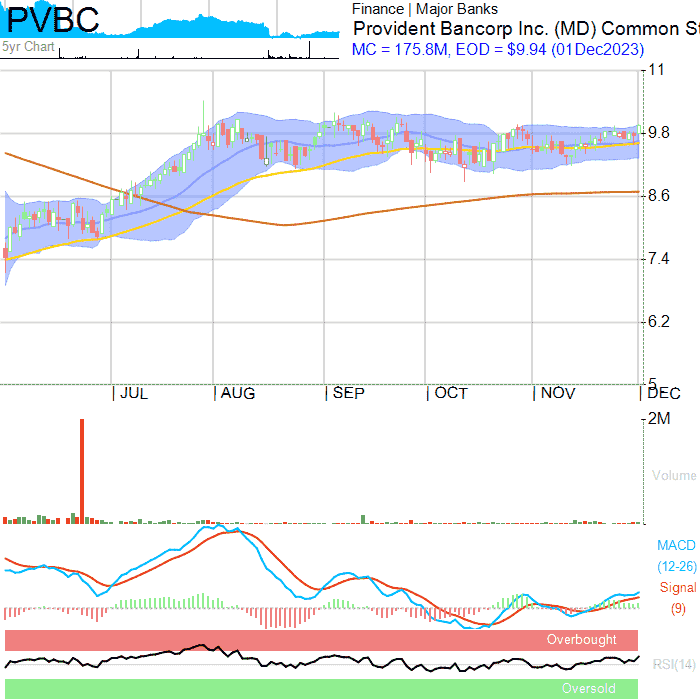 PVBC
5yr Chart
Finance | Major Banks
Provident Bancorp Inc. (MD) Common St
MC = 175.8M, EOD = $9.94 (01Dec2023)
11
9.8
8.6
7.4
6.2
5
JUL AUG SEP OCT NOV DEC
2M
Volume
MACD
(12-26)
Signal
(9)
Overbought
RSI(14)
Oversold